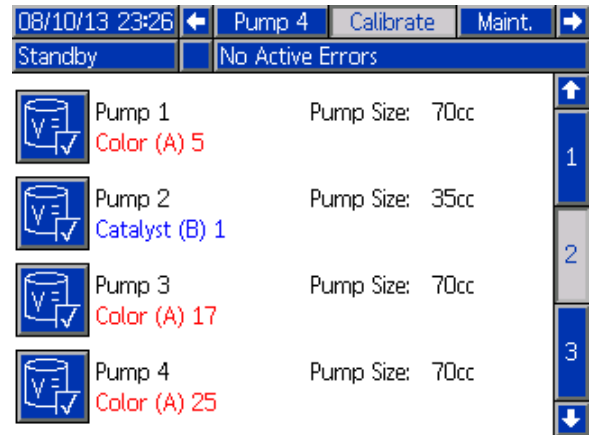 08/10/13 23:26 Pump 4 Calibrate Maint.
Standby No Active Errors
Pump 1 Pump Size: 70cc
Color (A) 5
1
Pump 2 Pump Size: 35cc
Catalyst (B) 1
2
Pump 3 Pump Size: 70cc
Color (A) 17
3
Pump 4 Pump Size: 70cc
Color (A) 25